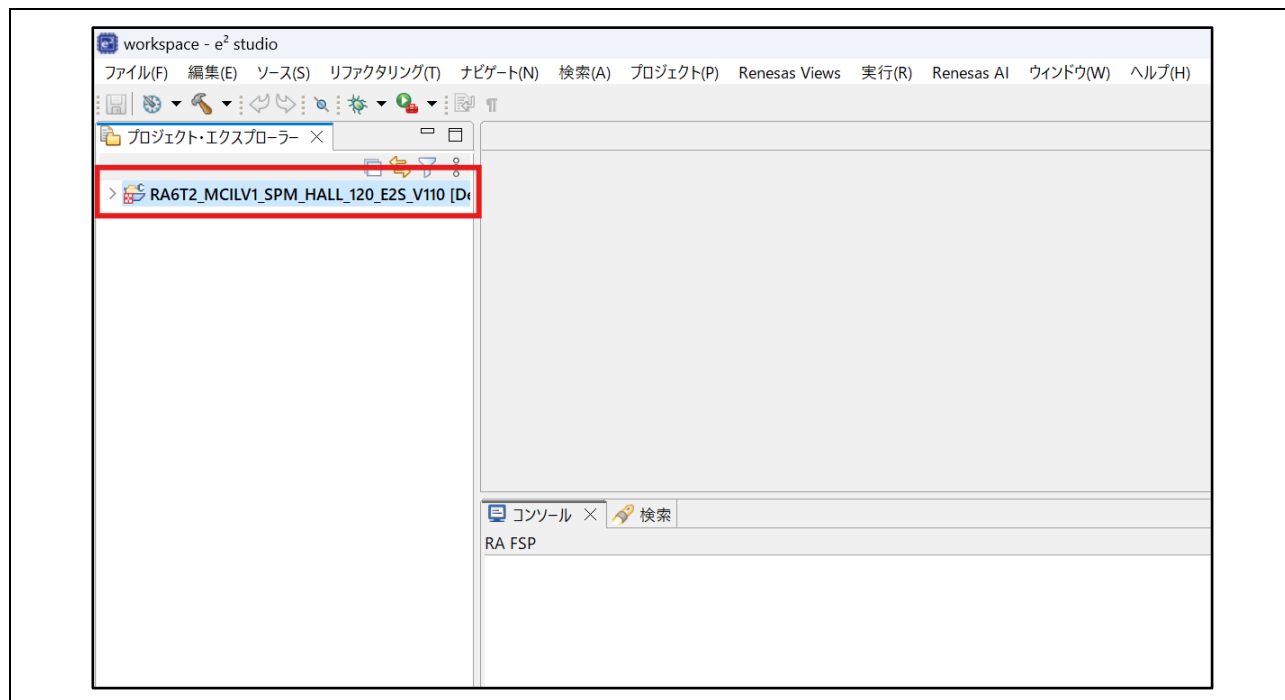 workspace - e² studio
ファイル(F) 編集(E) ソース(S) リファクタリング(T) ナビゲート(N) 検索(A) プロジェクト(P) Renesas Views 実行(R) Renesas AI ウィンドウ(W) ヘルプ(H)
プロジェクト・エクスプローラー
RA6T2_MCILV1_SPM_HALL_120_E2S_V110 [De
コンソール 検索
RA FSP